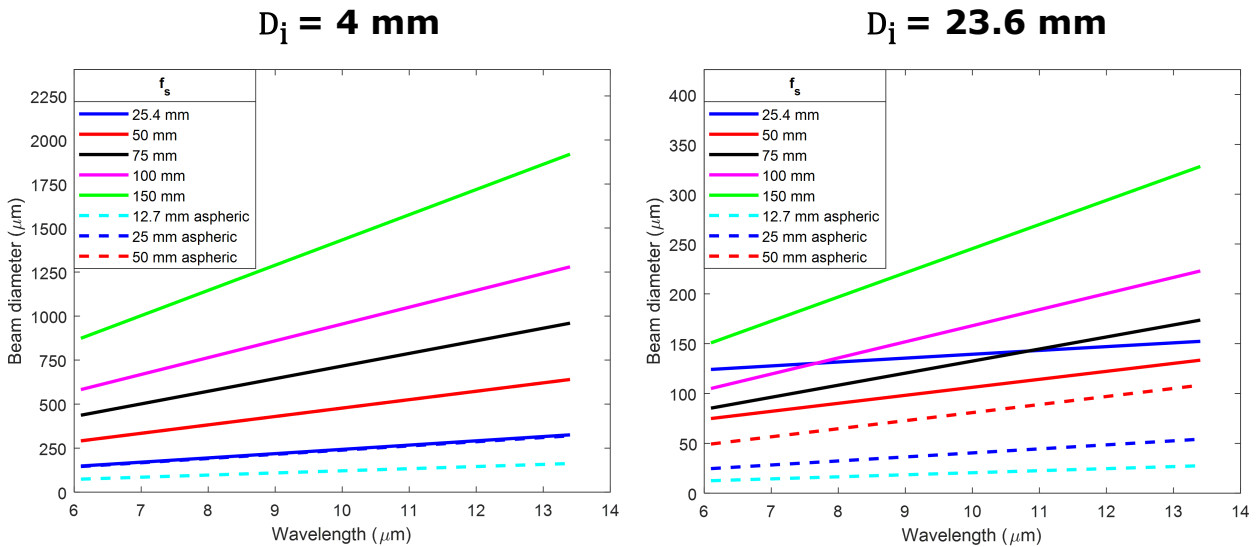 Di = 4 mm
Di = 23.6 mm
fs
25.4 mm
50 mm
75 mm
100 mm
150 mm
12.7 mm aspheric
25 mm aspheric
50 mm aspheric
2250
2000
1750
1500
1250
1000
750
500
250
0
Beam diameter (μm)
6 7 8 9 10 11 12 13 14
Wavelength (μm)
fs
25.4 mm
50 mm
75 mm
100 mm
150 mm
12.7 mm aspheric
25 mm aspheric
50 mm aspheric
400
350
300
250
200
150
100
50
0
Beam diameter (μm)
6 7 8 9 10 11 12 13 14
Wavelength (μm)